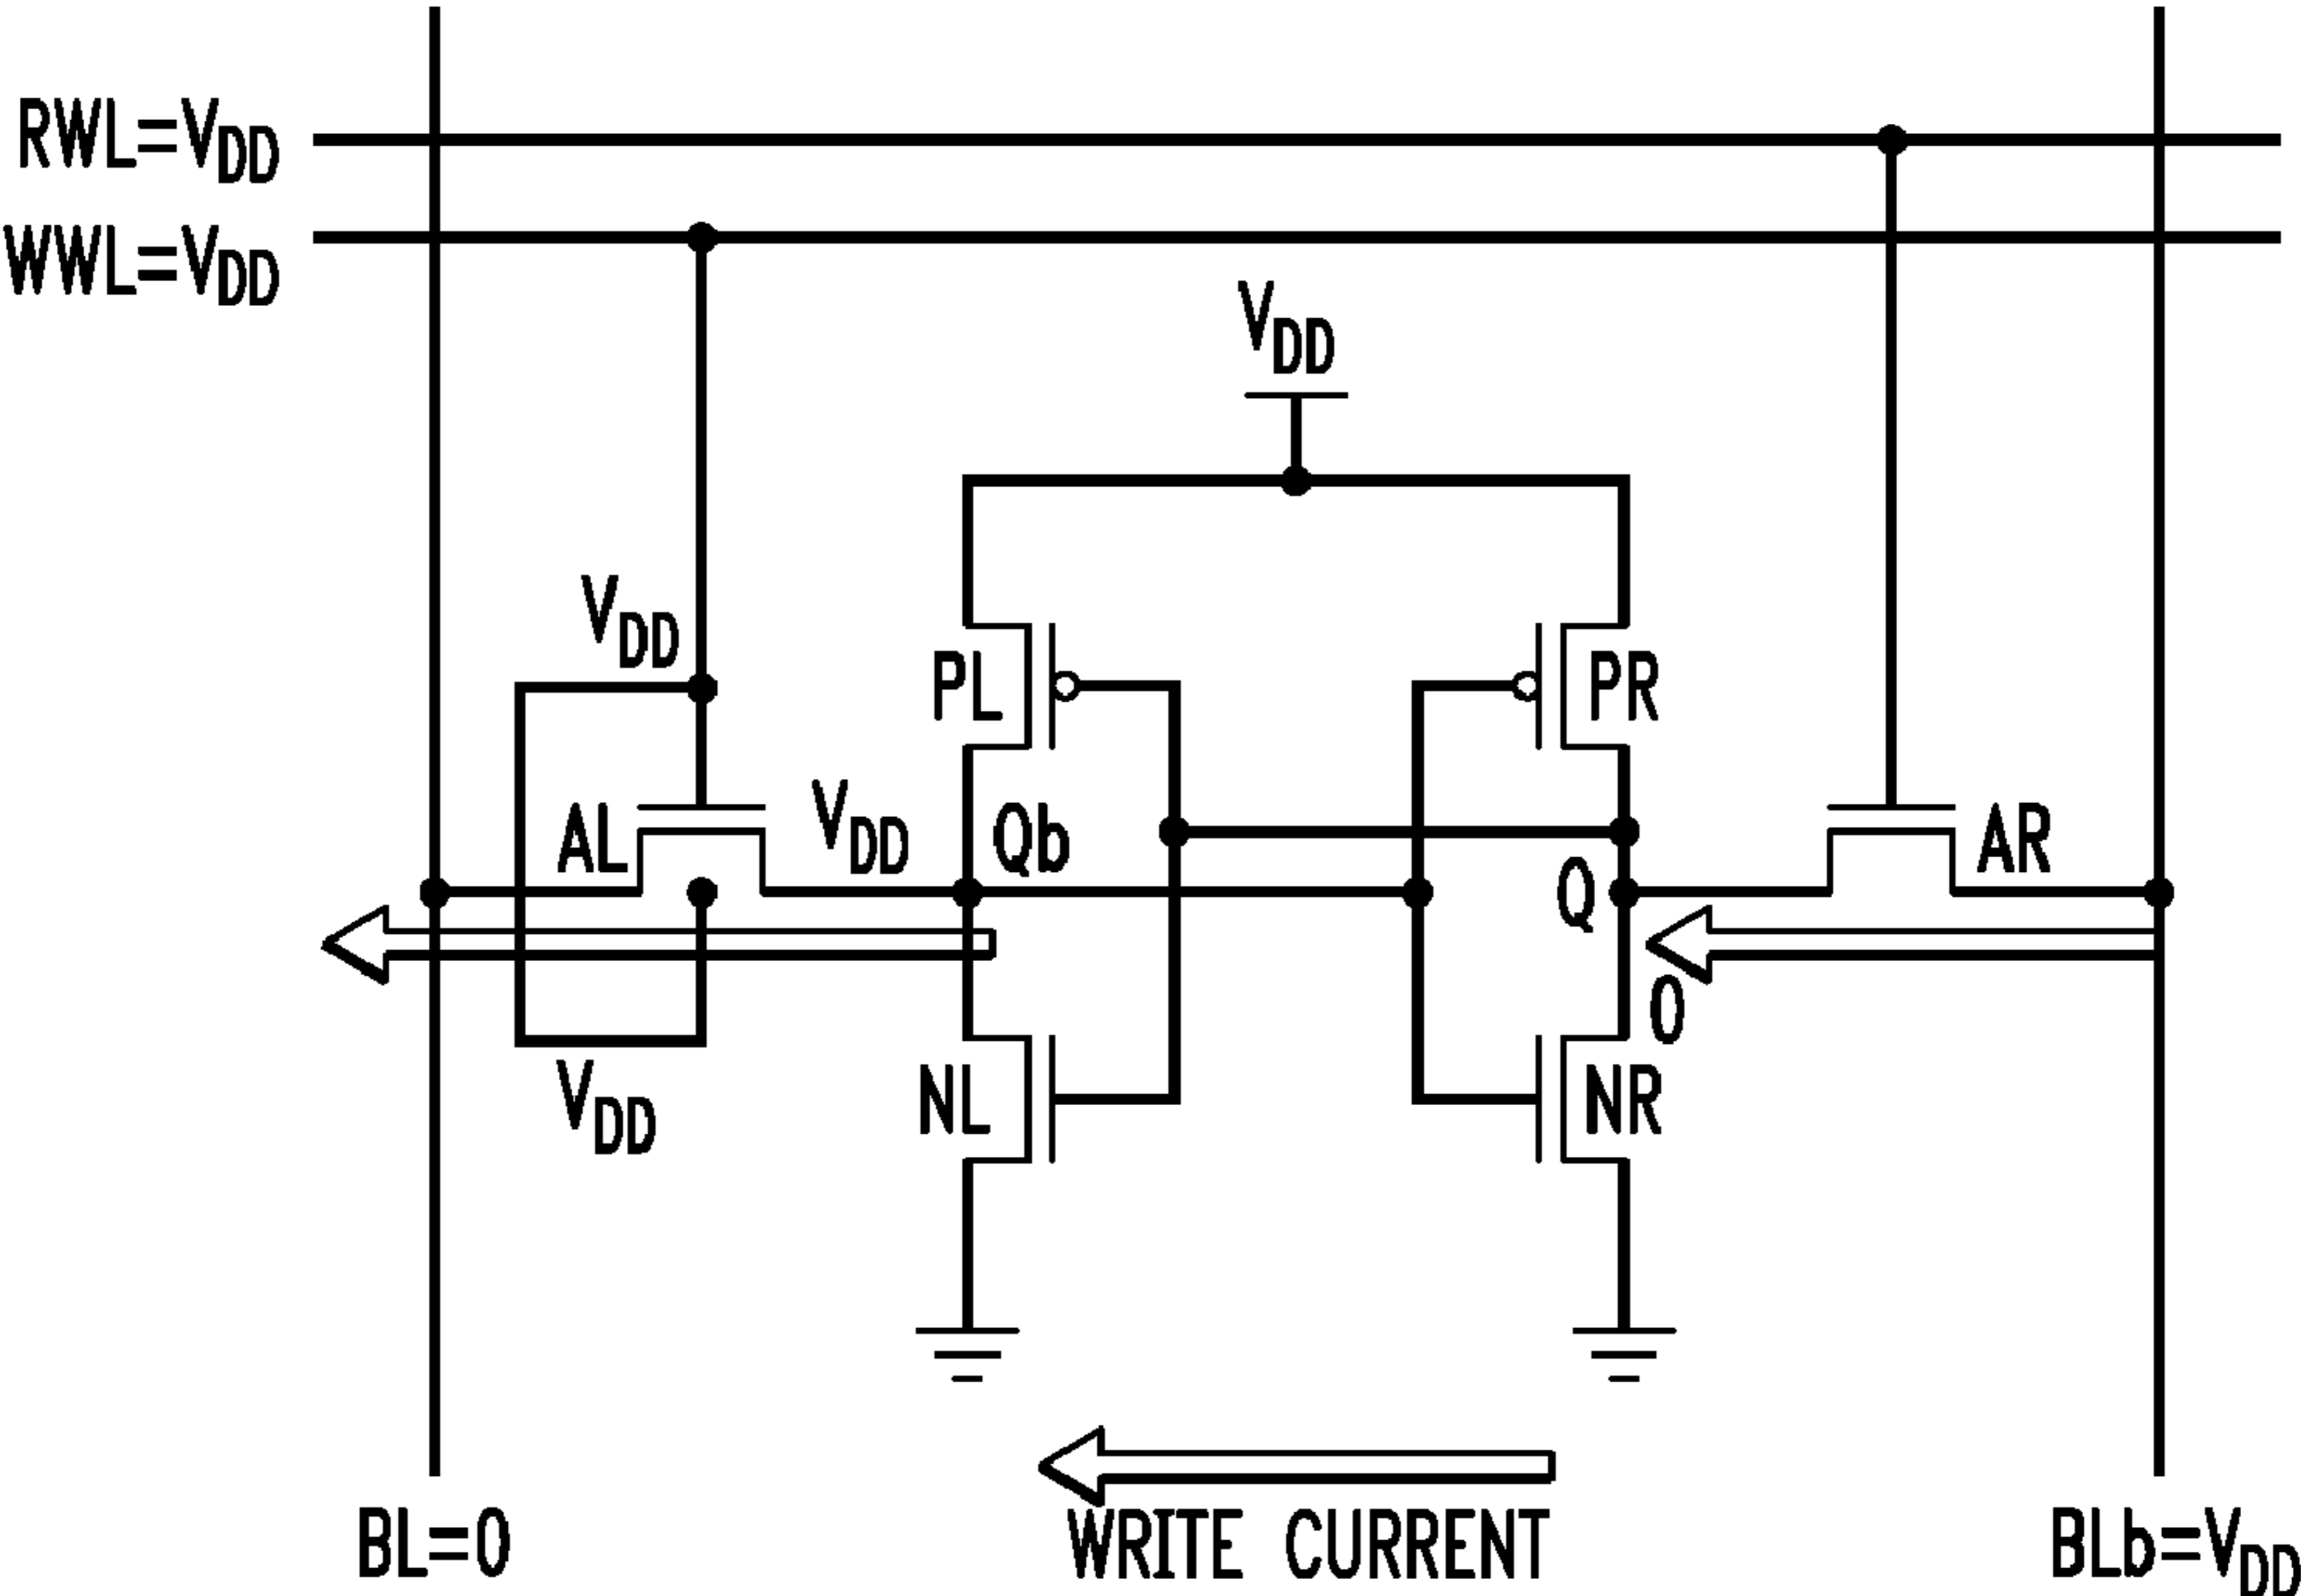 RWL=VDD
WWL=VDD
VDD
VDD
PL
PR
AL
VDD
Qb
Q
AR
0
VDD
NL
NR
WRITE CURRENT
BL=0
BLb=VDD